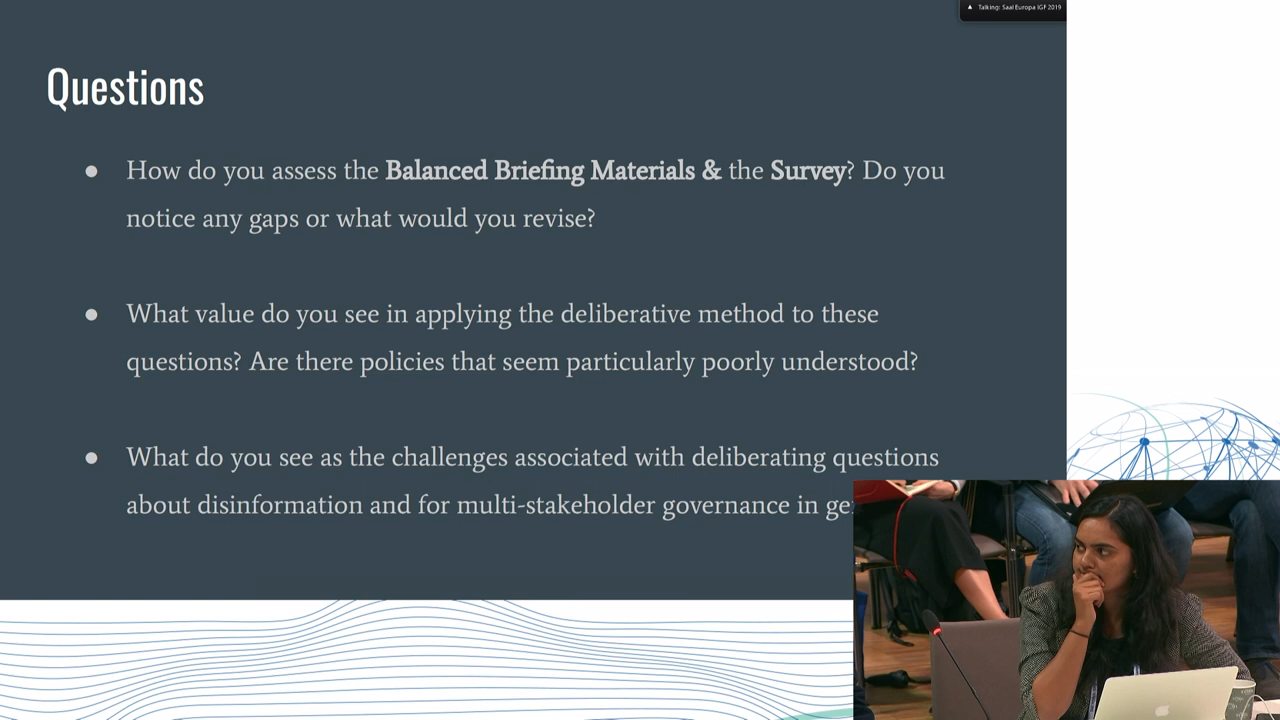 Talking: Saal Europa IGF 2019
Questions
● How do you assess the Balanced Briefing Materials & the Survey? Do you
notice any gaps or what would you revise?
● What value do you see in applying the deliberative method to these
questions? Are there policies that seem particularly poorly understood?
● What do you see as the challenges associated with deliberating questions
about disinformation and for multi-stakeholder governance in